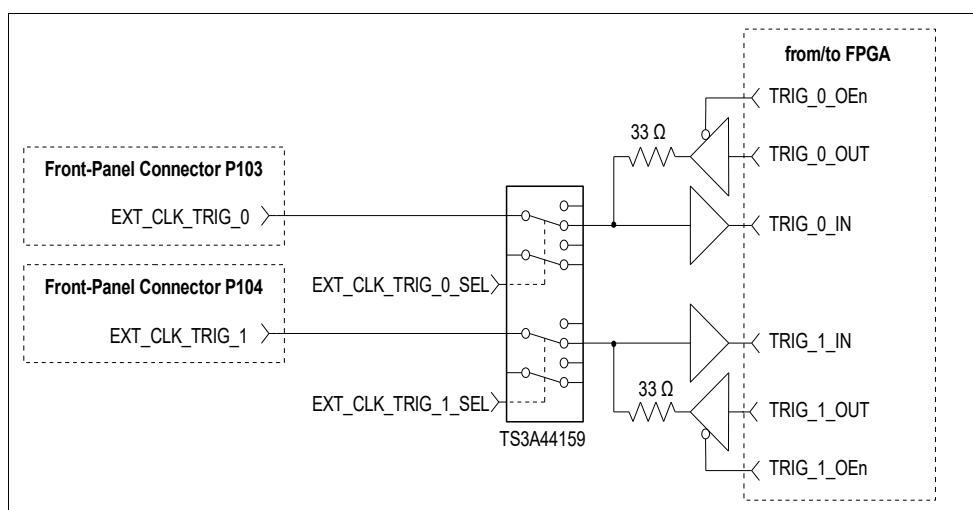 from/to FPGA
TRIG_0_OEn
33 Ω
TRIG_0_OUT
Front-Panel Connector P103
EXT_CLK_TRIG_0
TRIG_0_IN
EXT_CLK_TRIG_0_SEL
Front-Panel Connector P104
EXT_CLK_TRIG_1
TRIG_1_IN
33 Ω
EXT_CLK_TRIG_1_SEL
TRIG_1_OUT
TS3A44159
TRIG_1_OEn